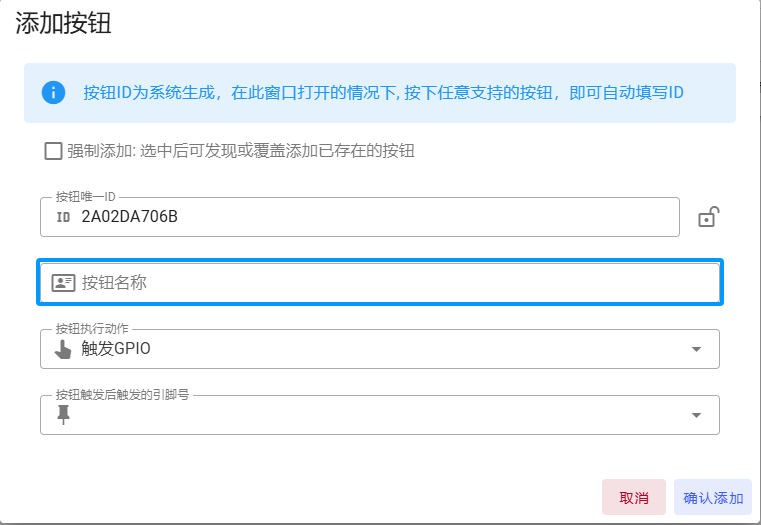 添加按钮
按钮ID为系统生成，在此窗口打开的情况下, 按下任意支持的按钮，即可自动填写ID
强制添加: 选中后可发现或覆盖添加已存在的按钮
按钮唯一ID
ID 2A02DA706B
按钮名称
按钮执行动作
触发GPIO
按钮触发后触发的引脚号
取消 确认添加